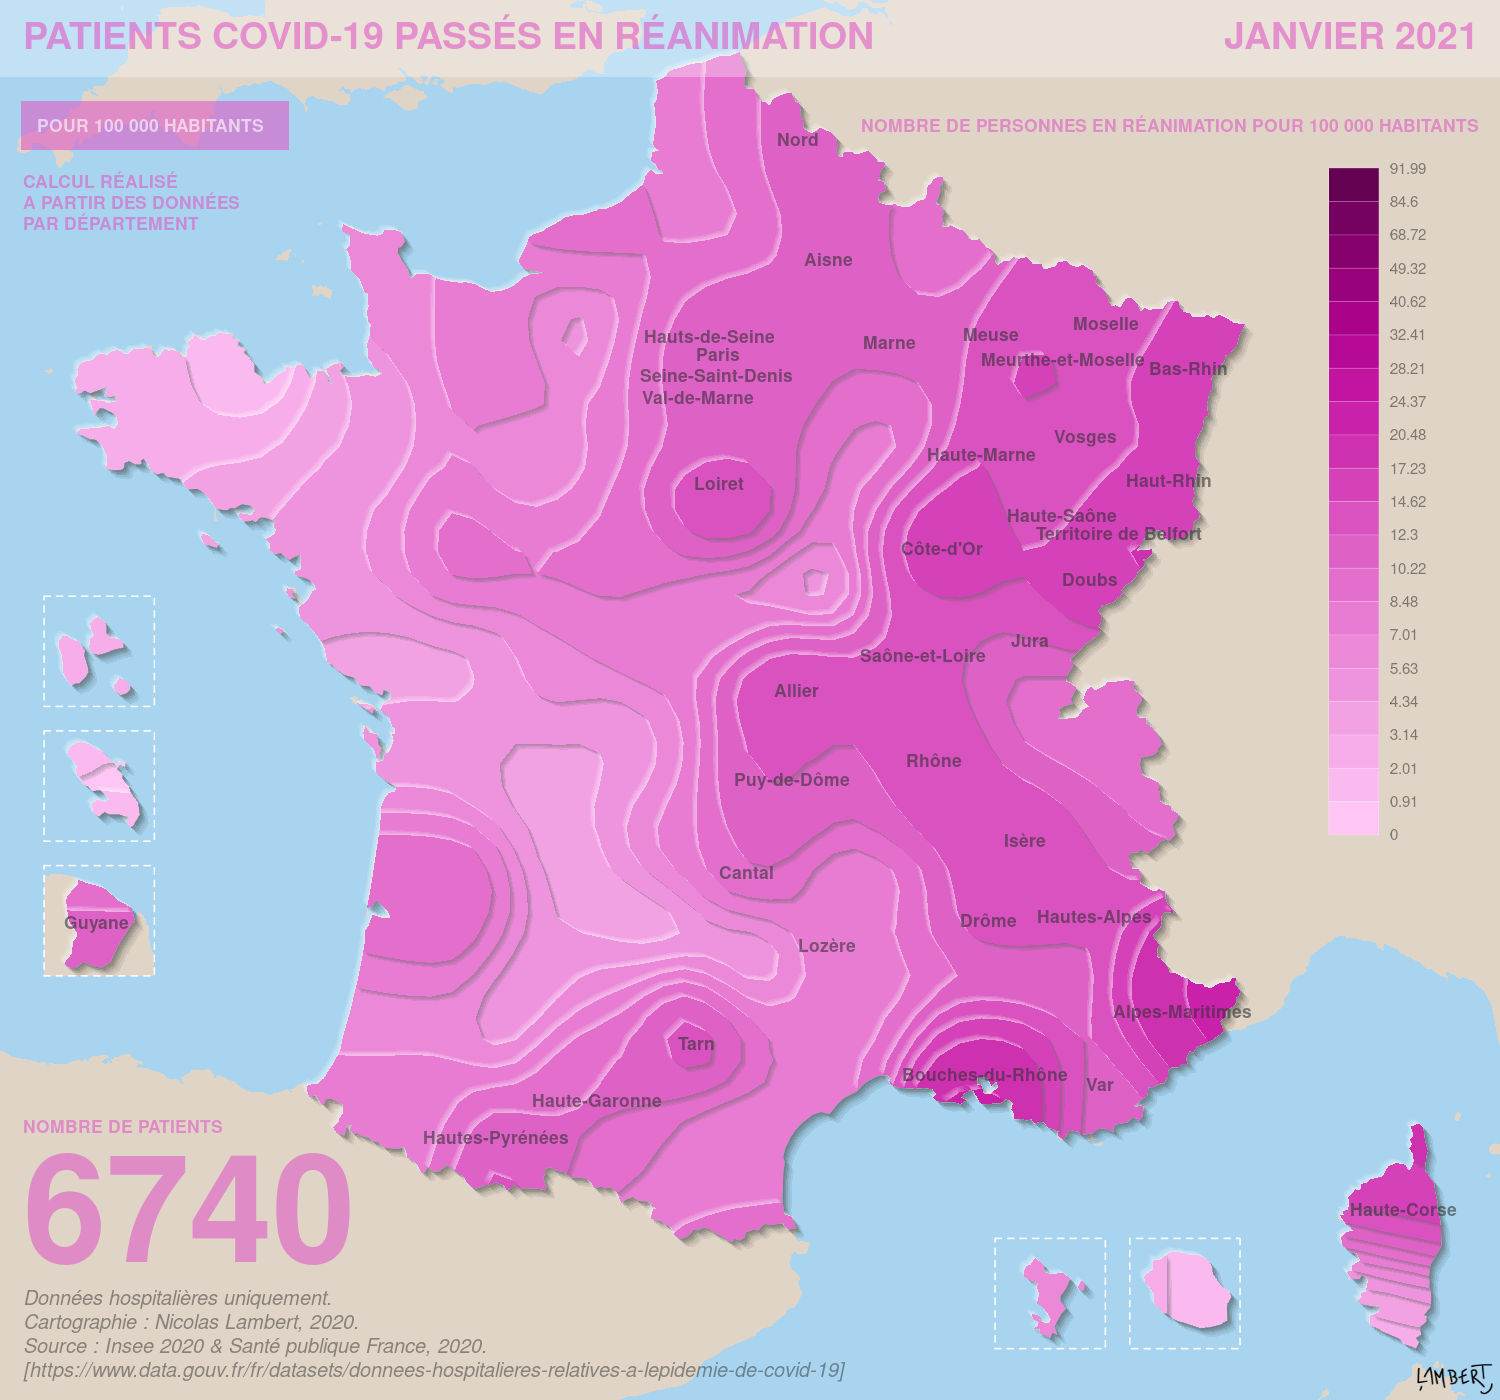 PATIENTS COVID-19 PASSÉS EN RÉANIMATION
JANVIER 2021
POUR 100 000 HABITANTS
CALCUL RÉALISÉ
A PARTIR DES DONNÉES
PAR DÉPARTEMENT
NOMBRE DE PERSONNES EN RÉANIMATION POUR 100 000 HABITANTS
91.99
84.6
68.72
49.32
40.62
32.41
28.21
24.37
20.48
17.23
14.62
12.3
10.22
8.48
7.01
5.63
4.34
3.14
2.01
0.91
0
Nord
Aisne
Hauts-de-Seine
Paris
Seine-Saint-Denis
Val-de-Marne
Marne
Meuse
Moselle
Meurthe-et-Moselle
Bas-Rhin
Vosges
Haute-Marne
Haut-Rhin
Loiret
Haute-Saône
Territoire de Belfort
Côte-d'Or
Doubs
Jura
Saône-et-Loire
Allier
Rhône
Puy-de-Dôme
Isère
Cantal
Drôme
Hautes-Alpes
Lozère
Guyane
Alpes-Maritimes
Tarn
Bouches-du-Rhône
Var
Haute-Garonne
Hautes-Pyrénées
Haute-Corse
NOMBRE DE PATIENTS
6740
Données hospitalières uniquement.
Cartographie : Nicolas Lambert, 2020.
Source : Insee 2020 & Santé publique France, 2020.
[https://www.data.gouv.fr/fr/datasets/donnees-hospitalieres-relatives-a-lepidemie-de-covid-19]
LAMBERT